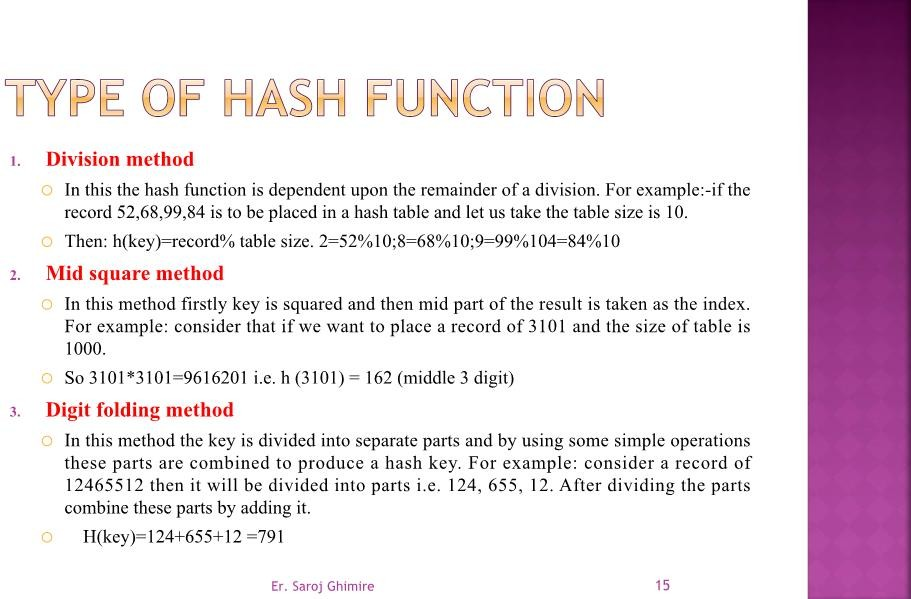 TYPE OF HASH FUNCTION
1. Division method
In this the hash function is dependent upon the remainder of a division. For example:-if the
record 52,68,99,84 is to be placed in a hash table and let us take the table size is 10.
Then: h(key)=record% table size. 2=52%10;8=68%10;9=99%104=84%10
2. Mid square method
In this method firstly key is squared and then mid part of the result is taken as the index.
For example: consider that if we want to place a record of 3101 and the size of table is
1000.
So 3101*3101=9616201 i.e. h (3101) = 162 (middle 3 digit)
3. Digit folding method
In this method the key is divided into separate parts and by using some simple operations
these parts are combined to produce a hash key. For example: consider a record of
12465512 then it will be divided into parts i.e. 124, 655, 12. After dividing the parts
combine these parts by adding it.
H(key)=124+655+12 =791
Er. Saroj Ghimire 15